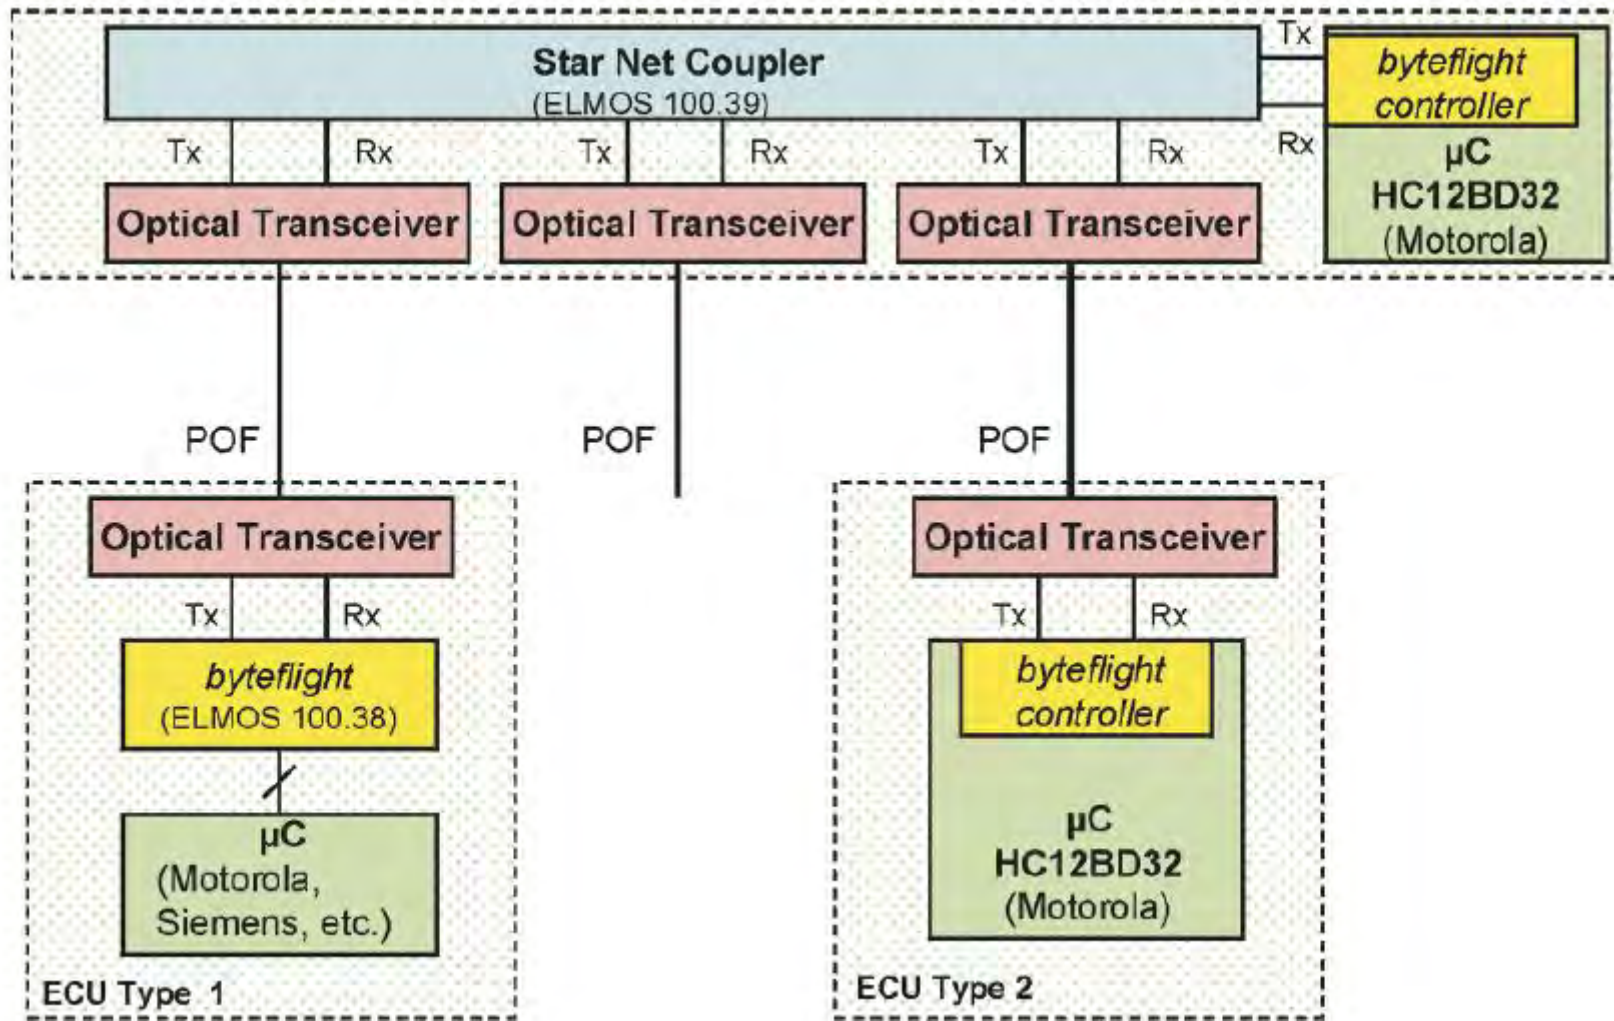 Star Net Coupler
(ELMOS 100.39)
Tx
Rx
byteflight
controller
µC
HC12BD32
(Motorola)
Tx
Rx
Tx
Rx
Tx
Rx
Optical Transceiver
Optical Transceiver
Optical Transceiver
POF
POF
POF
Optical Transceiver
Tx
Rx
byteflight
(ELMOS 100.38)
µC
(Motorola,
Siemens, etc.)
ECU Type 1
Optical Transceiver
Tx
Rx
byteflight
controller
µC
HC12BD32
(Motorola)
ECU Type 2